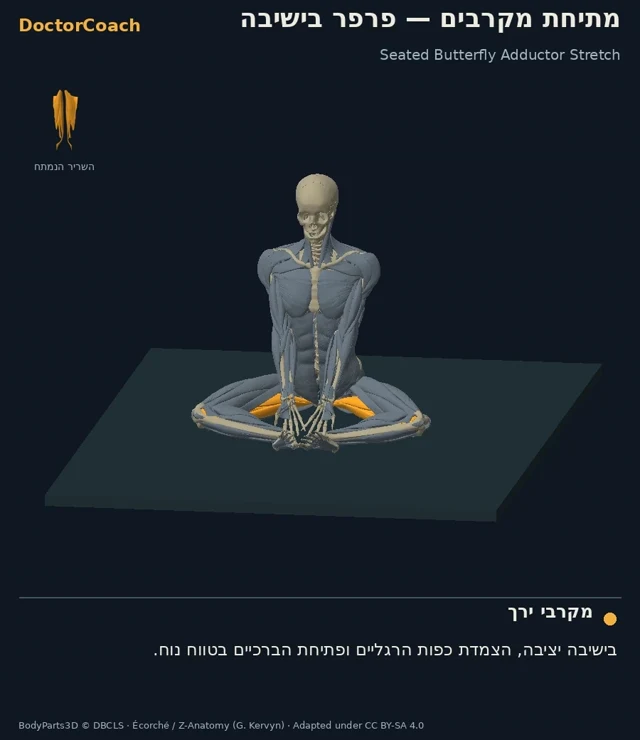 מתיחת מקרבים — פרפר בישיבה
DoctorCoach
Seated Butterfly Adductor Stretch
השריר הנמתח
מקרבי ירך
בישיבה יציבה, הצמדת כפות הרגליים ופתיחת הברכיים בטווח נוח.
BodyParts3D © DBCLS · Écorché / Z-Anatomy (G. Kervyn) · Adapted under CC BY-SA 4.0